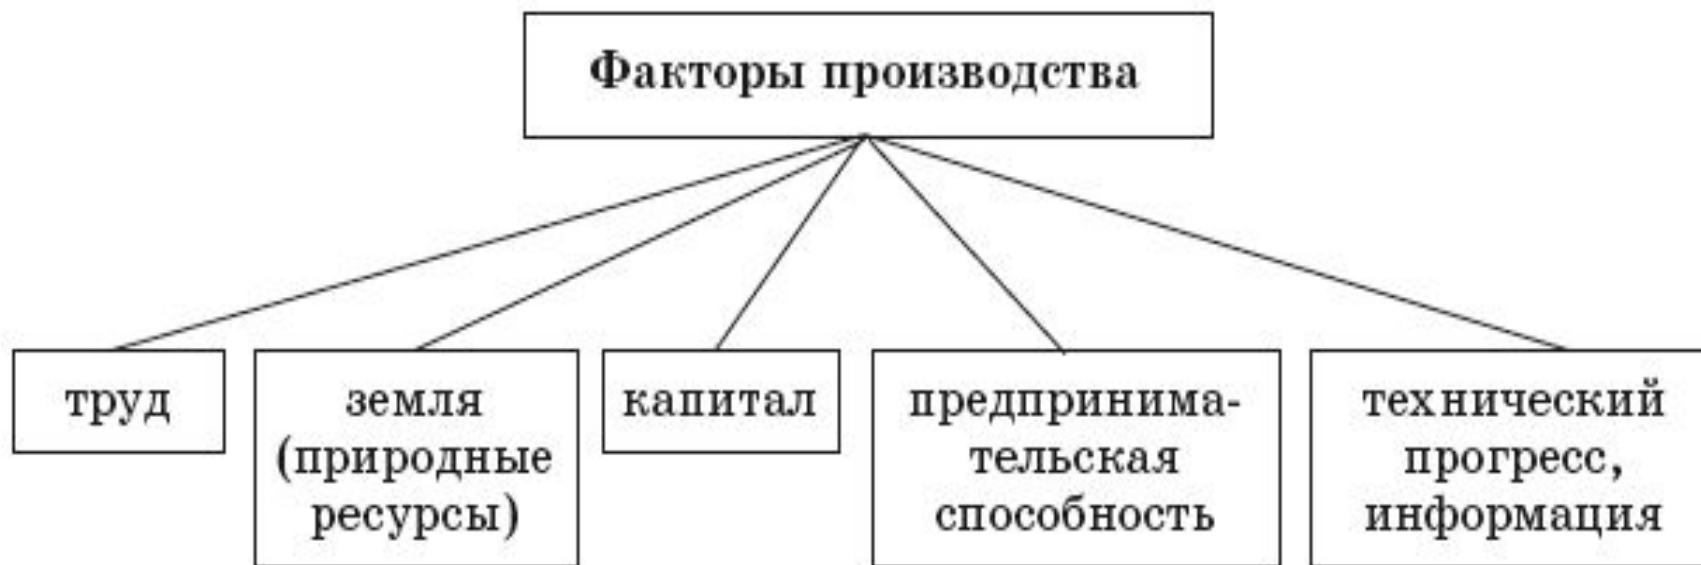 Факторы производства
труд
земля
(природные
ресурсы)
капитал
предпринима-
тельская
способность
технический
прогресс,
информация